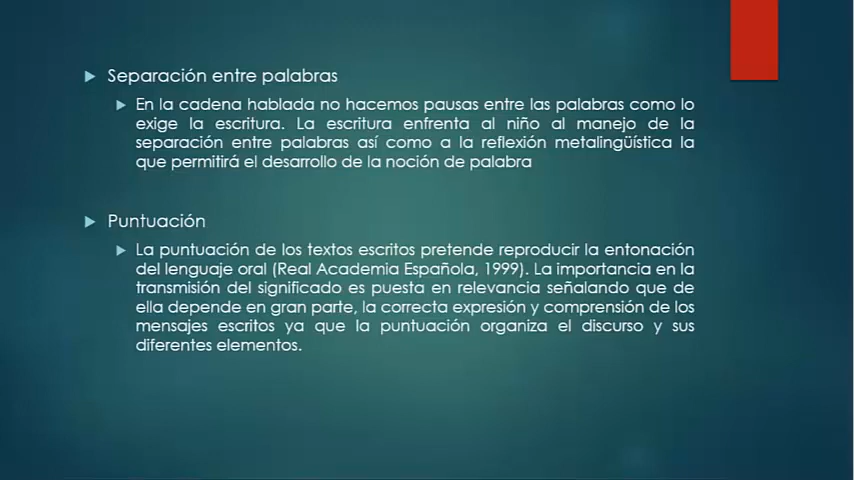 Separación entre palabras
En la cadena hablada no hacemos pausas entre las palabras como lo
exige la escritura. La escritura enfrenta al niño al manejo de la
separación entre palabras así como a la reflexión metalingüística la
que permitirá el desarrollo de la noción de palabra
Puntuación
La puntuación de los textos escritos pretende reproducir la entonación
del lenguaje oral (Real Academia Española, 1999). La importancia en la
transmisión del significado es puesta en relevancia señalando que de
ella depende en gran parte, la correcta expresión y comprensión de los
mensajes escritos ya que la puntuación organiza el discurso y sus
diferentes elementos.